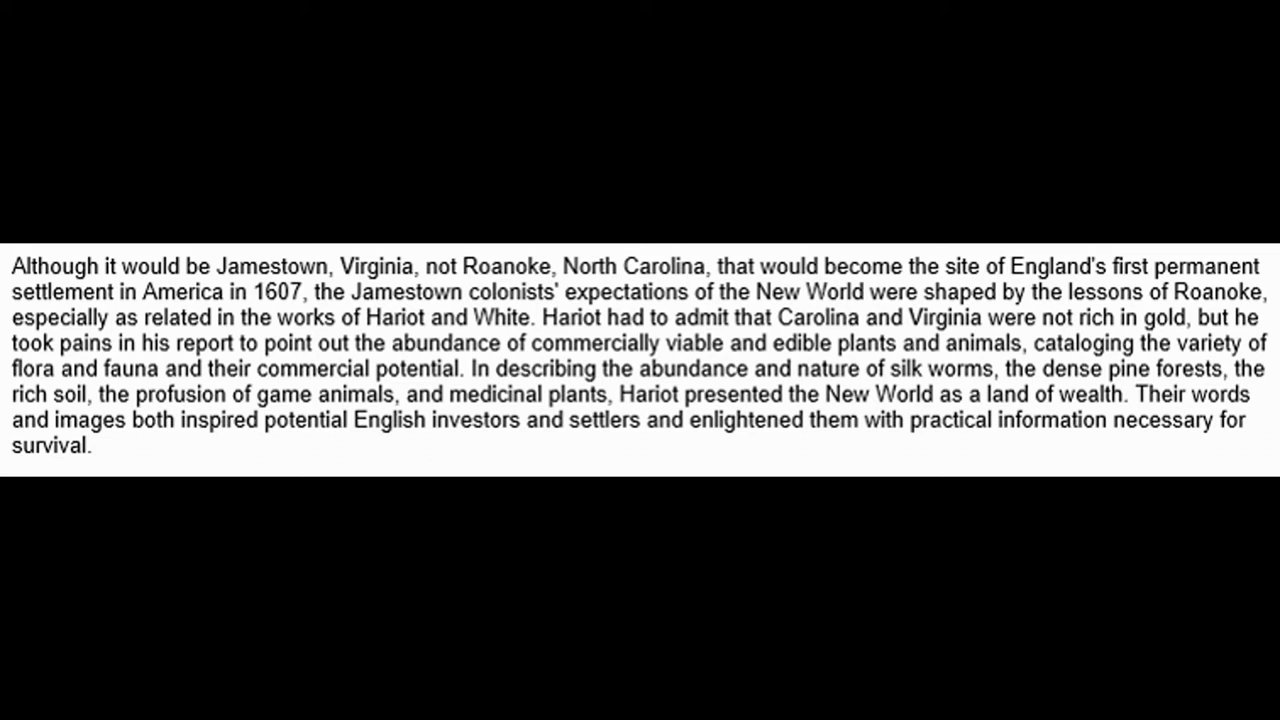 Although it would be Jamestown, Virginia, not Roanoke, North Carolina, that would become the site of England's first permanent
settlement in America in 1607, the Jamestown colonists' expectations of the New World were shaped by the lessons of Roanoke,
especially as related in the works of Hariot and White. Hariot had to admit that Carolina and Virginia were not rich in gold, but he
took pains in his report to point out the abundance of commercially viable and edible plants and animals, cataloging the variety of
flora and fauna and their commercial potential. In describing the abundance and nature of silk worms, the dense pine forests, the
rich soil, the profusion of game animals, and medicinal plants, Hariot presented the New World as a land of wealth. Their words
and images both inspired potential English investors and settlers and enlightened them with practical information necessary for
survival.